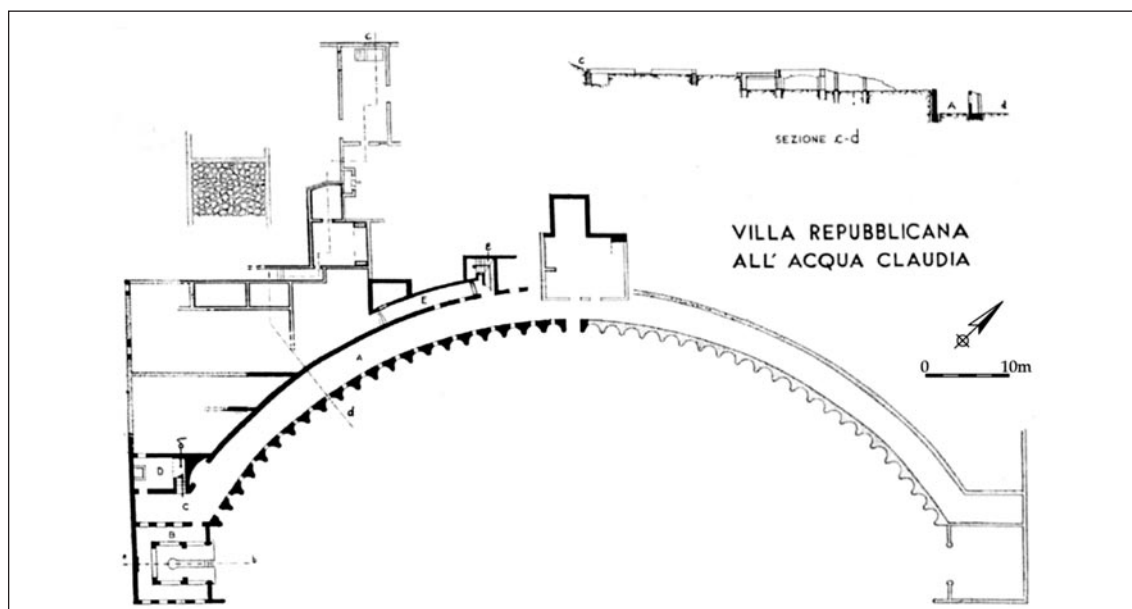 c
c
A
d
SEZIONE c-d
VILLA REPUBBLICANA
ALL' ACQUA CLAUDIA
E
E
0 10m
A
d
D
C
B
a
b